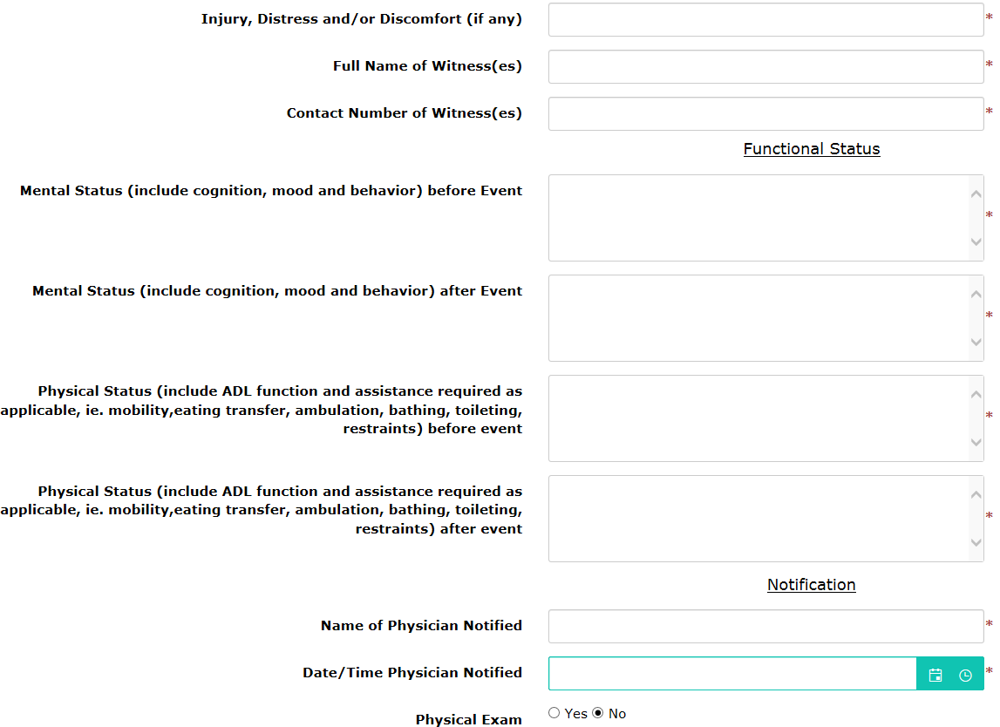 Injury, Distress and/or Discomfort (if any)
*
Full Name of Witness(es)
*
Contact Number of Witness(es)
*
Functional Status
Mental Status (include cognition, mood and behavior) before Event
*
Mental Status (include cognition, mood and behavior) after Event
*
Physical Status (include ADL function and assistance required as
applicable, ie. mobility,eating transfer, ambulation, bathing, toileting,
restraints) before event
*
Physical Status (include ADL function and assistance required as
applicable, ie. mobility,eating transfer, ambulation, bathing, toileting,
restraints) after event
*
Notification
Name of Physician Notified
*
Date/Time Physician Notified
*
Physical Exam
Yes No